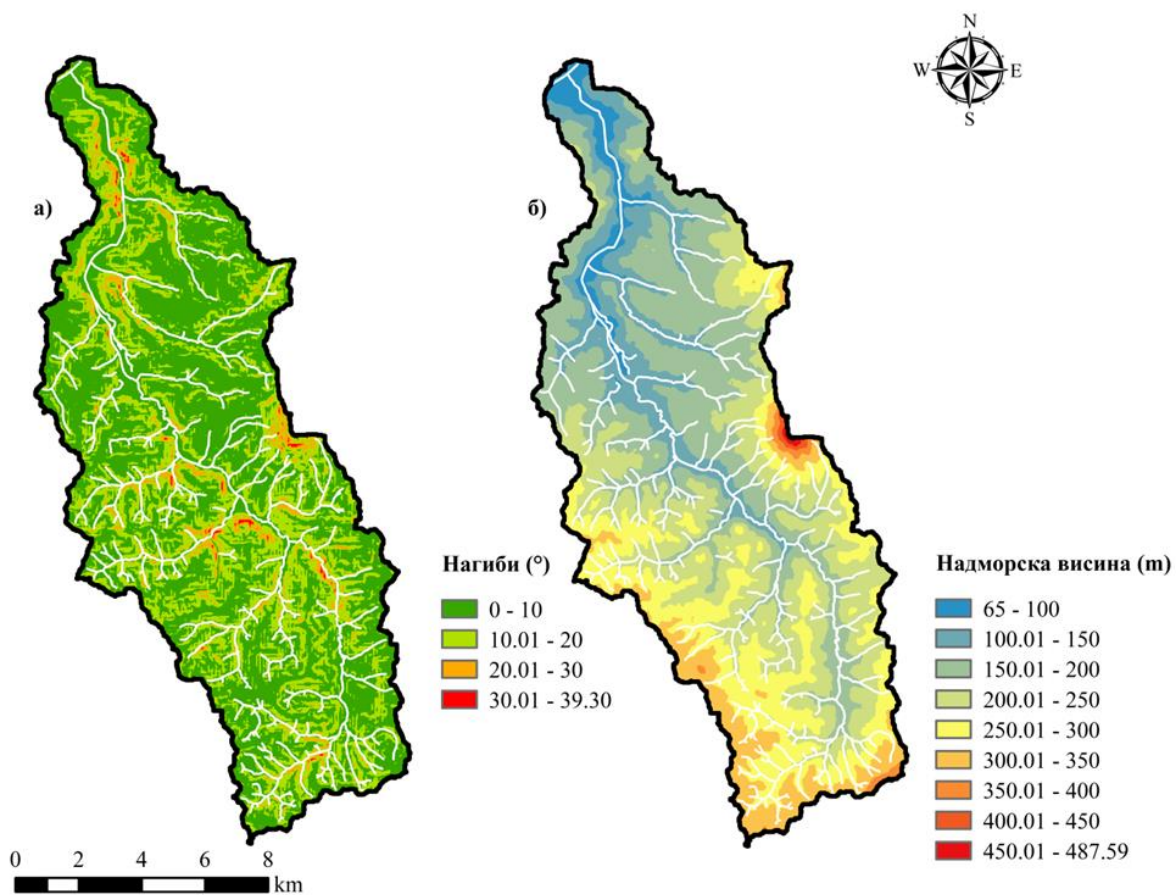 N
W E
S
а)
б)
Нагиби (°)
0 - 10
10.01 - 20
20.01 - 30
30.01 - 39.30
Надморска висина (m)
65 - 100
100.01 - 150
150.01 - 200
200.01 - 250
250.01 - 300
300.01 - 350
350.01 - 400
400.01 - 450
450.01 - 487.59
0 2 4 6 8
km